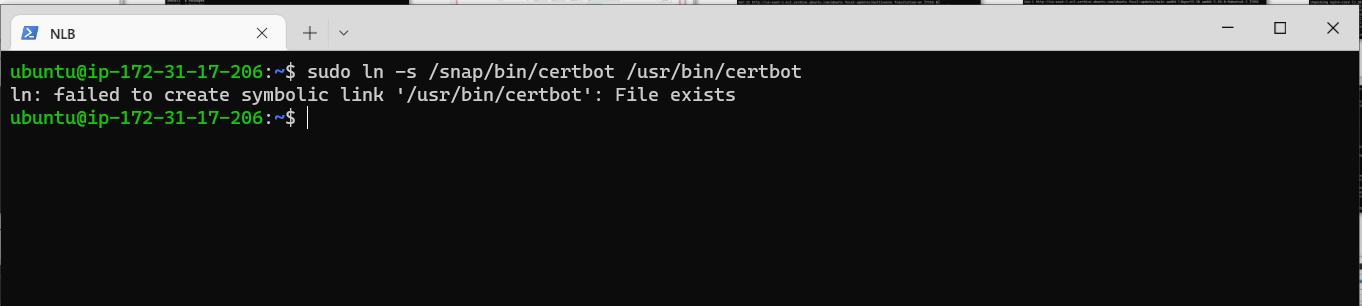 NLB
ubuntu@ip-172-31-17-206:~$ sudo ln -s /snap/bin/certbot /usr/bin/certbot
ln: failed to create symbolic link '/usr/bin/certbot': File exists
ubuntu@ip-172-31-17-206:~$